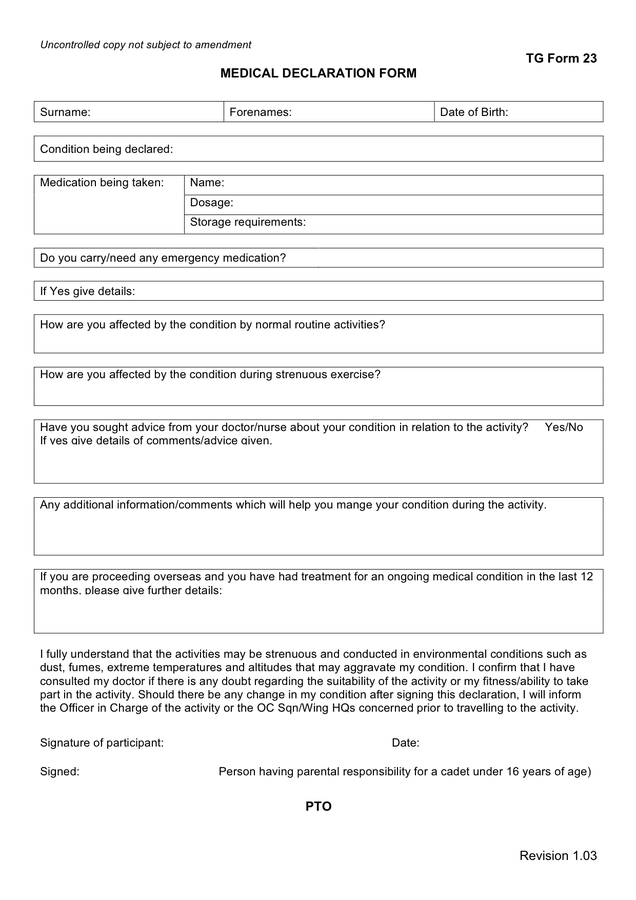 Uncontrolled copy not subject to amendment
TG Form 23
MEDICAL DECLARATION FORM
Surname: Forenames: Date of Birth:
Condition being declared:
Medication being taken: Name:
Dosage:
Storage requirements:
Do you carry/need any emergency medication?
If Yes give details:
How are you affected by the condition by normal routine activities?
How are you affected by the condition during strenuous exercise?
Have you sought advice from your doctor/nurse about your condition in relation to the activity? Yes/No
If yes give details of comments/advice given.
Any additional information/comments which will help you mange your condition during the activity.
If you are proceeding overseas and you have had treatment for an ongoing medical condition in the last 12
months, please give further details:
I fully understand that the activities may be strenuous and conducted in environmental conditions such as
dust, fumes, extreme temperatures and altitudes that may aggravate my condition. I confirm that I have
consulted my doctor if there is any doubt regarding the suitability of the activity or my fitness/ability to take
part in the activity. Should there be any change in my condition after signing this declaration, I will inform
the Officer in Charge of the activity or the OC Sqn/Wing HQs concerned prior to travelling to the activity.
Signature of participant: Date:
Signed: Person having parental responsibility for a cadet under 16 years of age)
PTO
Revision 1.03